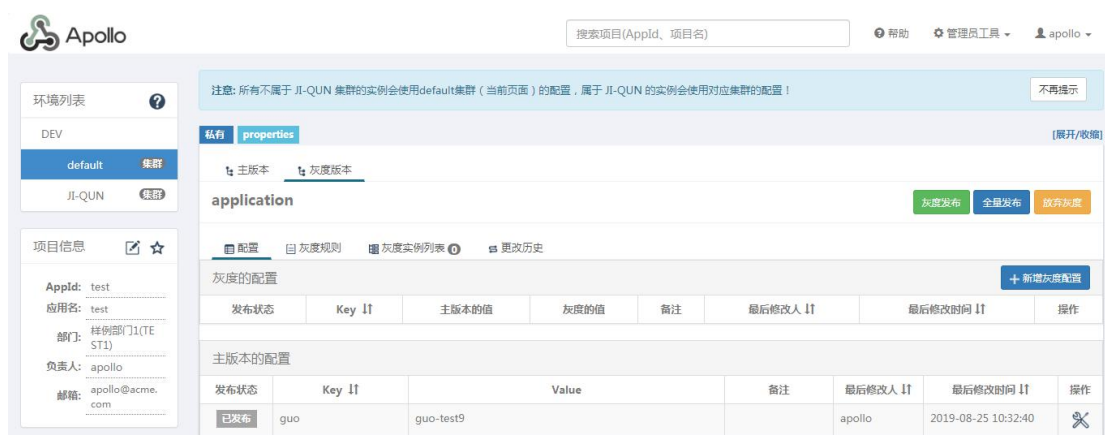 Apollo
搜索项目(AppId、项目名)
帮助
管理员工具
apollo
环境列表
DEV
default 集群
JI-QUN 集群
项目信息
AppId: test
应用名: test
部门: 样例部门1(TE
ST1)
负责人: apollo
邮箱: apollo@acme.
com
注意: 所有不属于 JI-QUN 集群的实例会使用default集群（当前页面）的配置，属于 JI-QUN 的实例会使用对应集群的配置！
不再提示
私有 properties
[展开/收缩]
主版本 灰度版本
application
灰度发布 全量发布 放弃灰度
配置 灰度规则 灰度实例列表 0 更改历史
灰度的配置
新增灰度配置
发布状态 Key 主版本的值 灰度的值 备注 最后修改人 最后修改时间 操作
主版本的配置
发布状态 Key Value 备注 最后修改人 最后修改时间 操作
已发布 guo guo-test9 apollo 2019-08-25 10:32:40